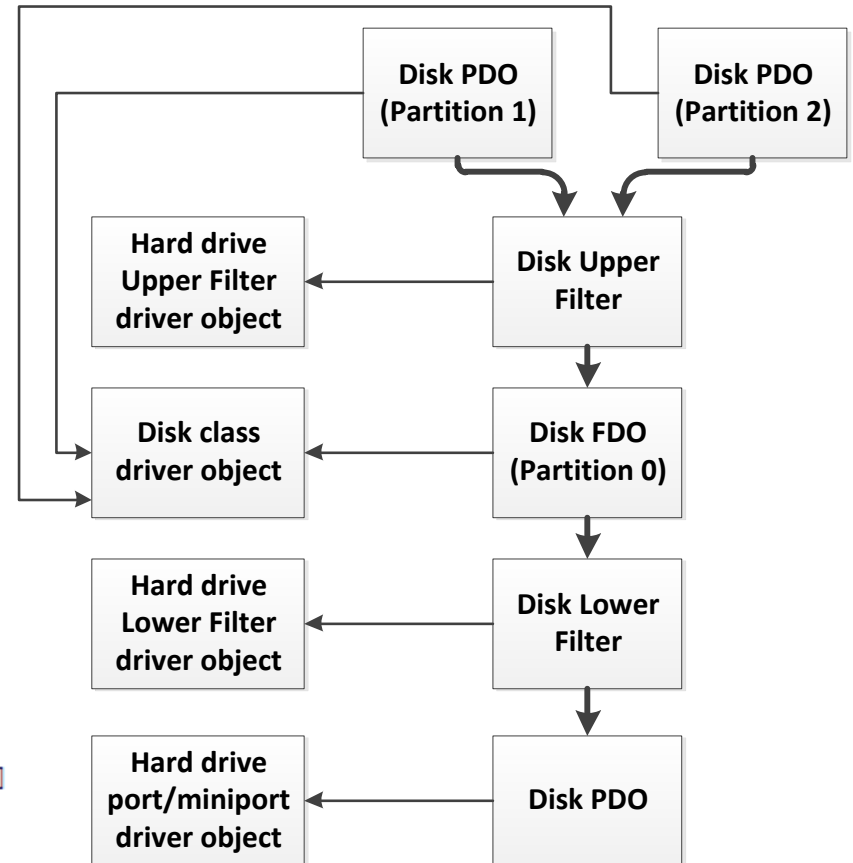 Disk PDO
(Partition 1)
Disk PDO
(Partition 2)
Hard drive
Upper Filter
driver object
Disk Upper
Filter
Disk class
driver object
Disk FDO
(Partition 0)
Hard drive
Lower Filter
driver object
Disk Lower
Filter
Hard drive
port/miniport
driver object
Disk PDO